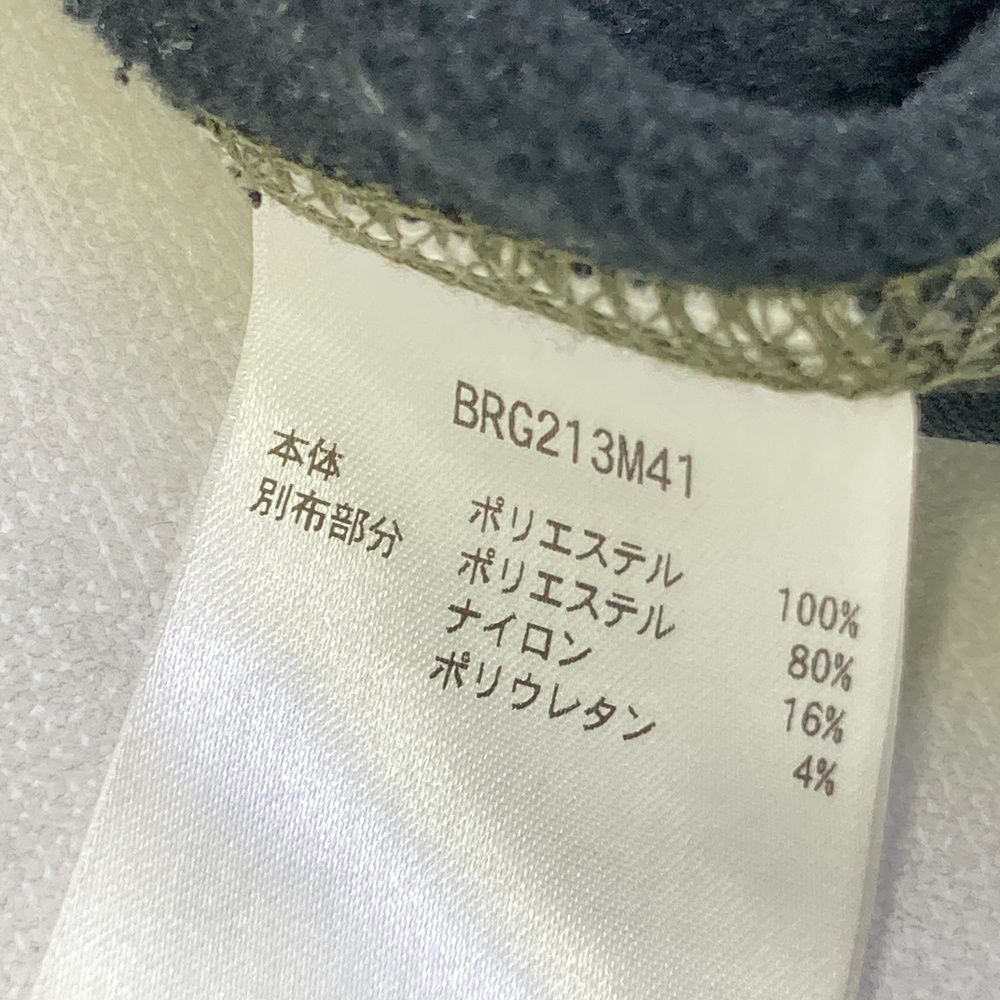 BRG213M41
本体 ポリエステル 100%
別布部分 ポリエステル 80%
ナイロン 16%
ポリウレタン 4%